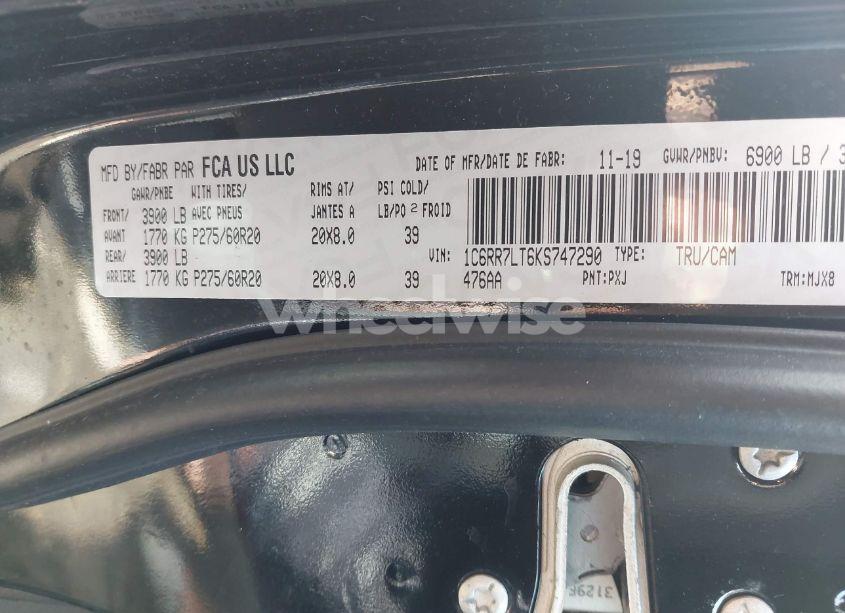 MFD BY/FABR PAR FCA US LLC
DATE OF MFR/DATE DE FABR: 11-19 GVWR/PNBV: 6900 LB / 3
GAWR/PNBE WITH TIRES/ RIMS AT/ PSI COLD/
FRONT/ 3900 LB AVEC PNEUS JANTES A LB/PO 2 FROID
AVANT 1770 KG P275/60R20 20X8.0 39
REAR/ 3900 LB
VIN: 1C6RR7LT6KS747290 TYPE: TRU/CAM
ARRIERE 1770 KG P275/60R20 20X8.0 39
476AA PNT:PXJ TRM:MJX8
wheelwise
3129F